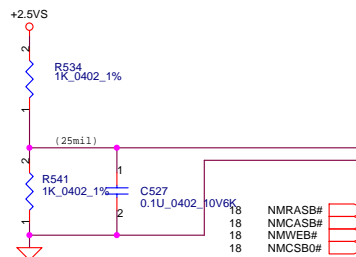 +2.5VS
2
R534
1K_0402_1%
1
(25mil)
2
R541
1K_0402_1%
1
1
C527
0.1U_0402_10V6K
2
18 NMRASB#
18 NMCASB#
18 NMWEB#
18 NMCSB0#